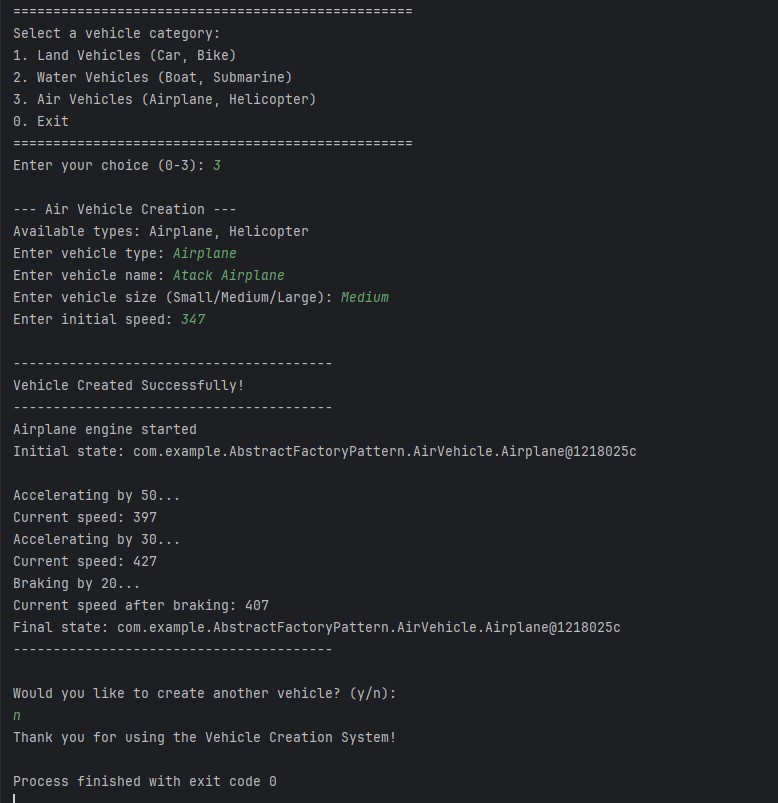 ==================================================
Select a vehicle category:
1. Land Vehicles (Car, Bike)
2. Water Vehicles (Boat, Submarine)
3. Air Vehicles (Airplane, Helicopter)
0. Exit
==================================================
Enter your choice (0-3): 3
--- Air Vehicle Creation ---
Available types: Airplane, Helicopter
Enter vehicle type: Airplane
Enter vehicle name: Atack Airplane
Enter vehicle size (Small/Medium/Large): Medium
Enter initial speed: 347
----------------------------------------
Vehicle Created Successfully!
----------------------------------------
Airplane engine started
Initial state: com.example.AbstractFactoryPattern.AirVehicle.Airplane@1218025c
Accelerating by 50...
Current speed: 397
Accelerating by 30...
Current speed: 427
Braking by 20...
Current speed after braking: 407
Final state: com.example.AbstractFactoryPattern.AirVehicle.Airplane@1218025c
----------------------------------------
Would you like to create another vehicle? (y/n):
n
Thank you for using the Vehicle Creation System!
Process finished with exit code 0